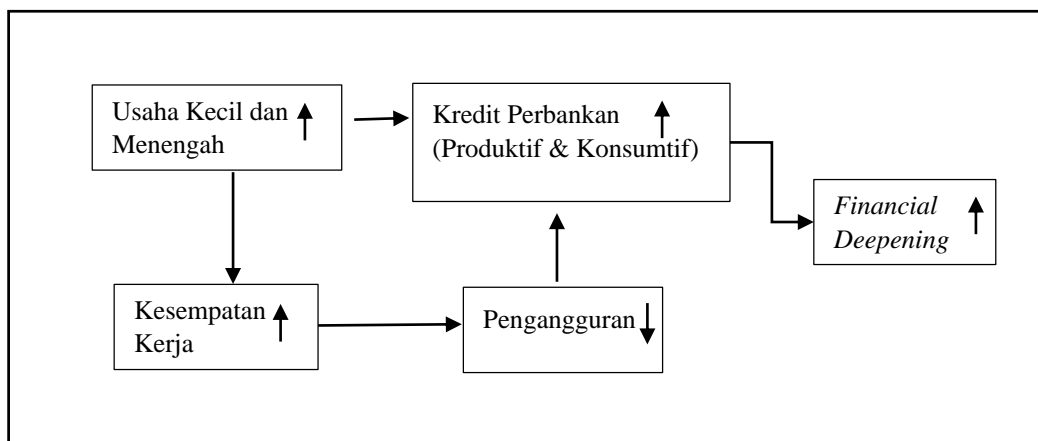 Usaha Kecil dan
Menengah
Kredit Perbankan
(Produktif & Konsumtif)
Financial
Deepening
Kesempatan
Kerja
Pengangguran